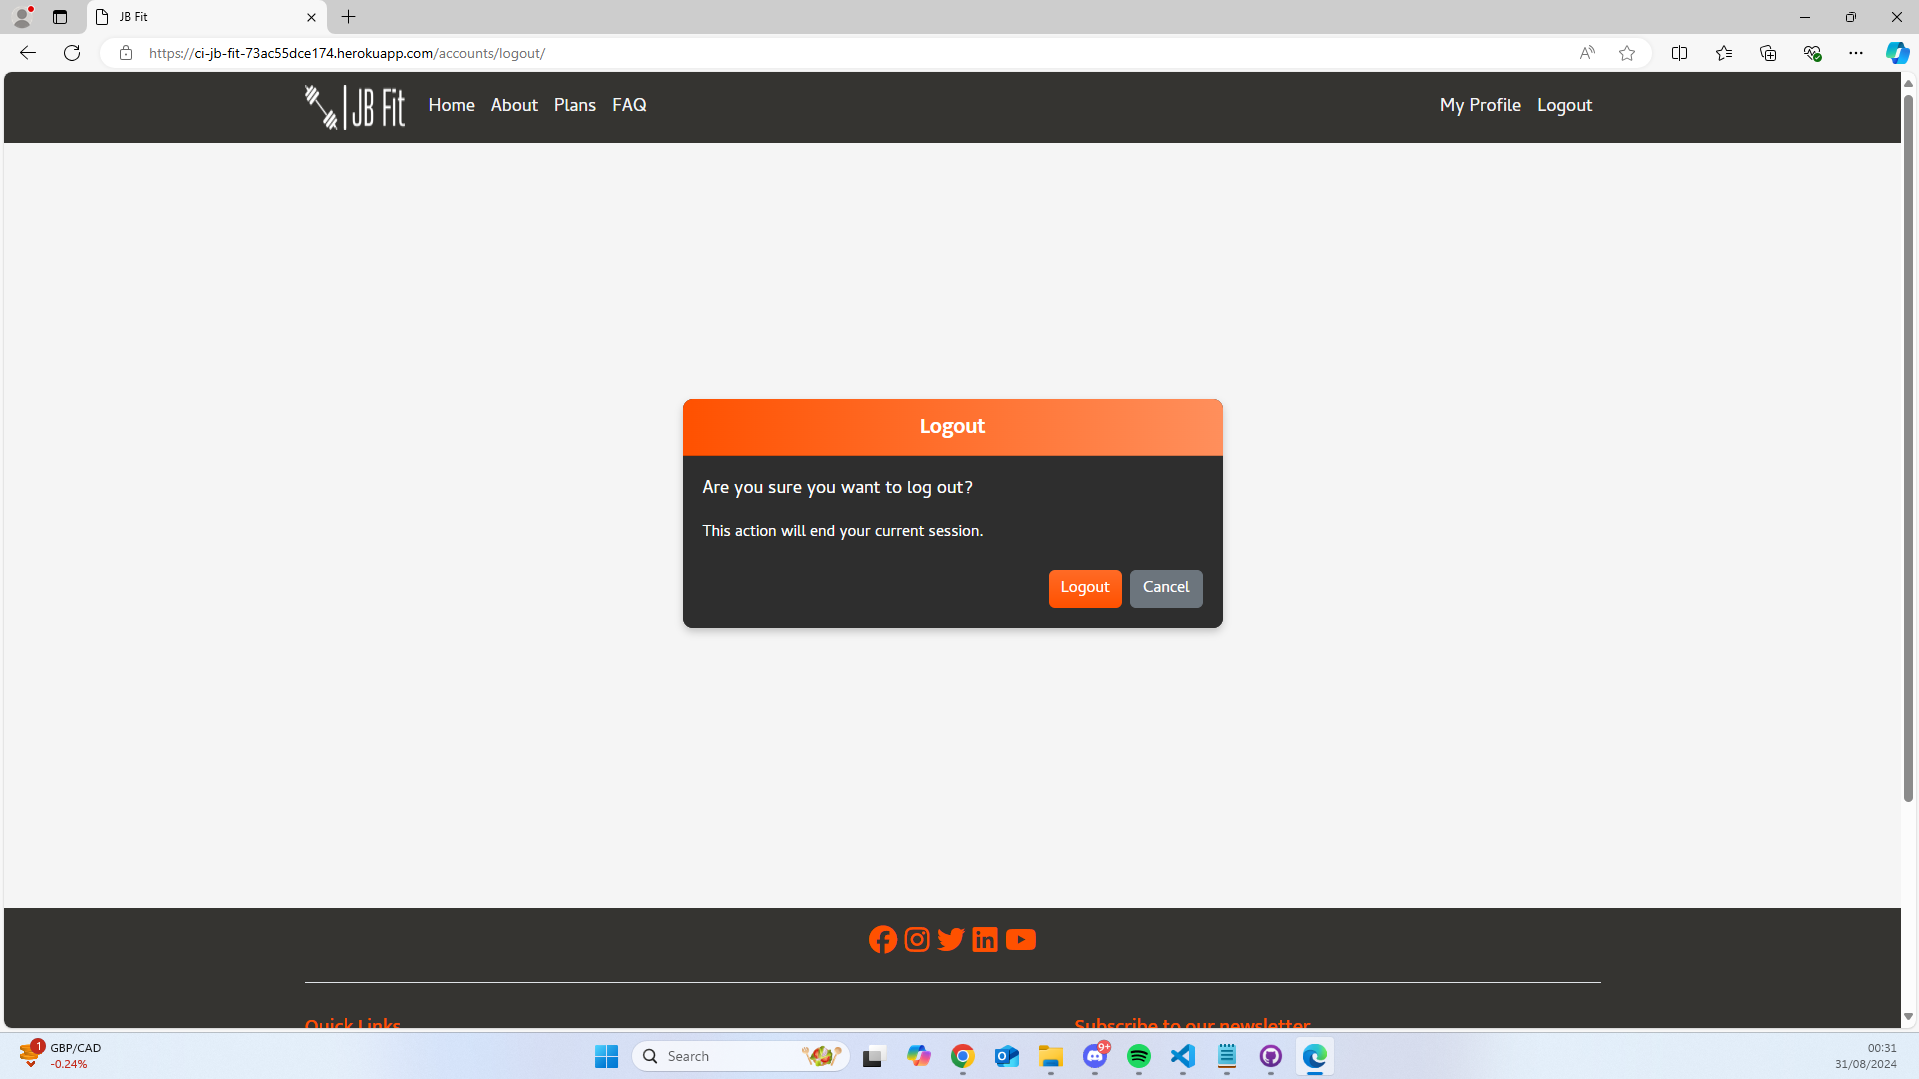 JB Fit
https://ci-jb-fit-73ac55dce174.herokuapp.com/accounts/logout/
JB Fit Home About Plans FAQ My Profile Logout
Logout
Are you sure you want to log out?
This action will end your current session.
Logout Cancel
Quick Links Subscribe to our newsletter
1 GBP/CAD
-0.24%
Search
9+
00:31
31/08/2024